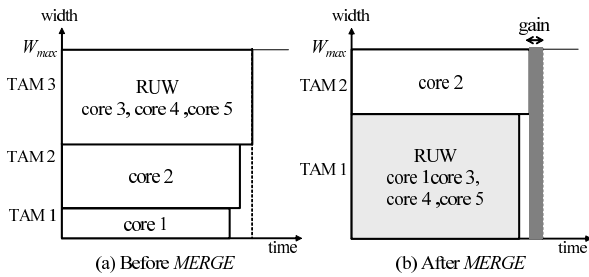 width
W_max
TAM 3
RUW
core 3, core 4 ,core 5
TAM 2
core 2
TAM 1
core 1
time
(a) Before MERGE
width
gain
W_max
TAM 2
core 2
TAM 1
RUW
core 1core 3,
core 4 ,core 5
time
(b) After MERGE